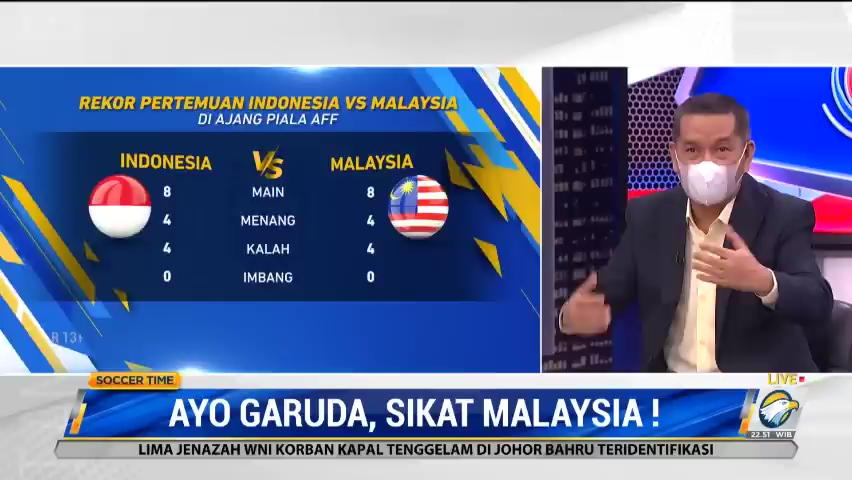 REKOR PERTEMUAN INDONESIA VS MALAYSIA
DI AJANG PIALA AFF
INDONESIA VS MALAYSIA
8 MAIN 8
4 MENANG 4
4 KALAH 4
0 IMBANG 0
SOCCER TIME
LIVE
AYO GARUDA, SIKAT MALAYSIA !
22.51 WIB
LIMA JENAZAH WNI KORBAN KAPAL TENGGELAM DI JOHOR BAHRU TERIDENTIFIKASI